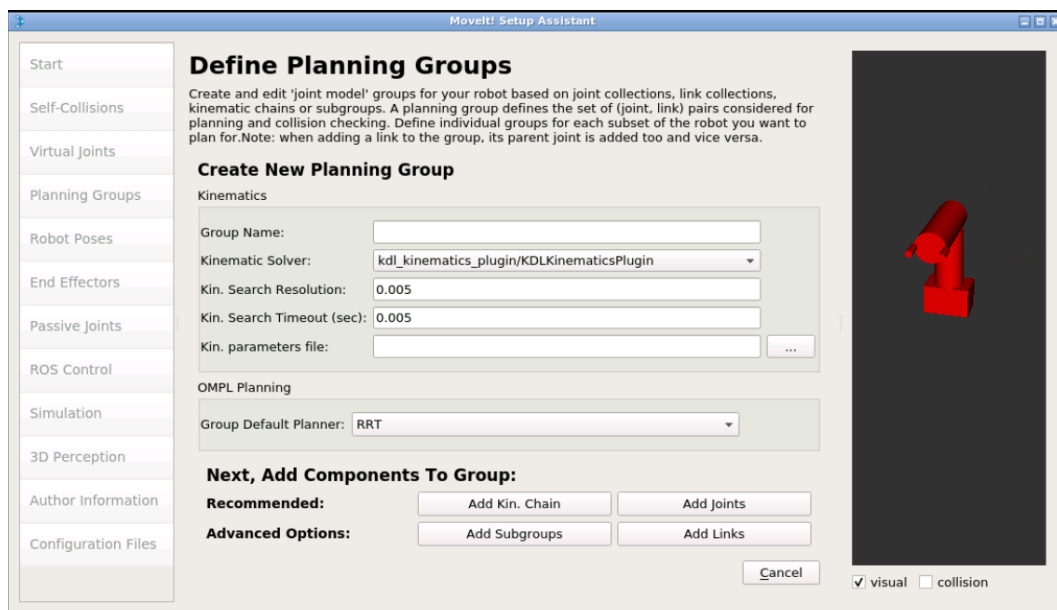 MoveIt! Setup Assistant
Start
Self-Collisions
Virtual Joints
Planning Groups
Robot Poses
End Effectors
Passive Joints
ROS Control
Simulation
3D Perception
Author Information
Configuration Files
Define Planning Groups
Create and edit 'joint model' groups for your robot based on joint collections, link collections,
kinematic chains or subgroups. A planning group defines the set of (joint, link) pairs considered for
planning and collision checking. Define individual groups for each subset of the robot you want to
plan for.Note: when adding a link to the group, its parent joint is added too and vice versa.
Create New Planning Group
Kinematics
Group Name:
Kinematic Solver: kdl_kinematics_plugin/KDLKinematicsPlugin
Kin. Search Resolution: 0.005
Kin. Search Timeout (sec): 0.005
Kin. parameters file: ...
OMPL Planning
Group Default Planner: RRT
Next, Add Components To Group:
Recommended: Add Kin. Chain Add Joints
Advanced Options: Add Subgroups Add Links
Cancel
visual collision